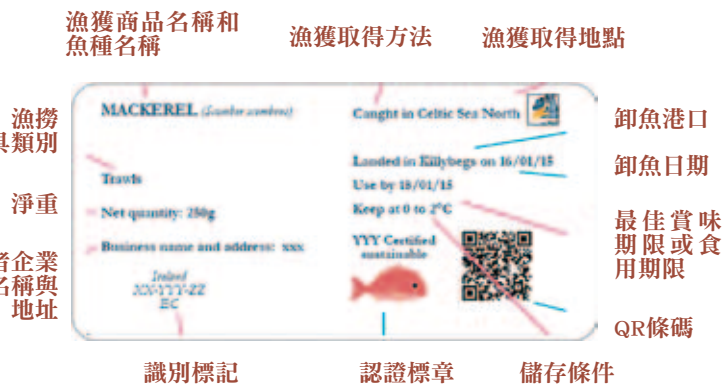 漁獲商品名稱和
魚種名稱
漁獲取得方法
漁獲取得地點
漁撈
具類別
淨重
者企業
名稱與
地址
MACKEREL (Scomber scombrus)
Caught in Celtic Sea North
Landed in Killybegs on 16/01/15
Trawls
Use by 18/01/15
Net quantity: 250g
Keep at 0 to 2°C
Business name and address: xxx
YYY Certified
sustainable
Ireland
XX-YYY-ZZ
EC
卸魚港口
卸魚日期
最佳賞味
期限或食
用期限
QR條碼
識別標記
認證標章
儲存條件